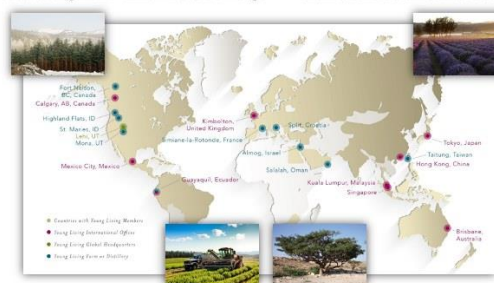 Fort Nelson,
BC, Canada
Calgary, AB, Canada
Highland Flats, ID
St. Maries, ID
Lehi, UT
Mona, UT
Mexico City, Mexico
Guayaquil, Ecuador
Kimbolton,
United Kingdom
Simiane-la-Rotonde, France
Split, Croatia
Almog, Israel
Salalah, Oman
Kuala Lumpur, Malaysia
Singapore
Tokyo, Japan
Taitung, Taiwan
Hong Kong, China
Brisbane,
Australia
Countries with Young Living Members
Young Living International Offices
Young Living Global Headquarters
Young Living Farm or Distillery